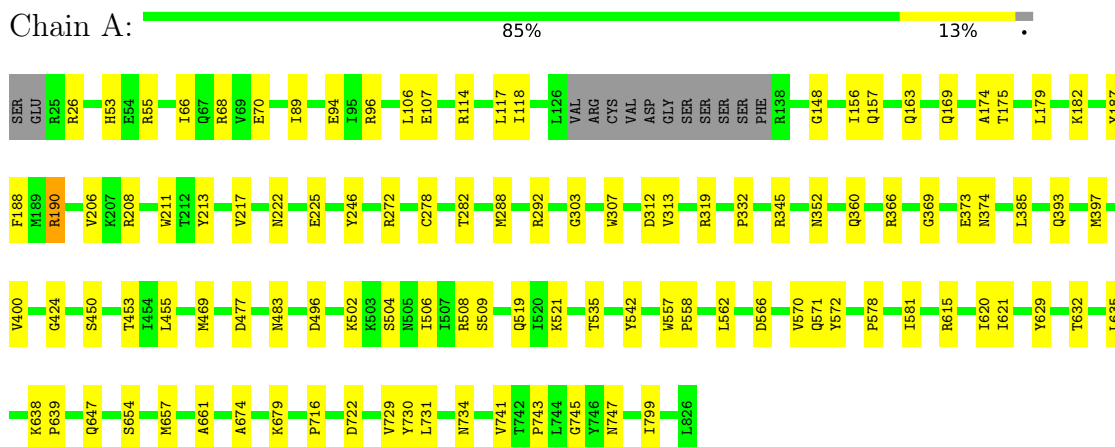 Chain A:
85% 13% •
SER GLU R25 R26 H53 E54 R55 I66 Q67 R68 V69 E70 I89 E94 I95 R96 L106 E107 R114 L117 I118 L126 VAL ARG CYS VAL ASP GLY SER SER SER SER PHE R138 G148 I156 Q157 Q163 Q169 A174 T175 L179 K182 Y187
F188 M189 R190 V206 K207 R208 W211 T212 Y213 V217 N222 E225 Y246 R272 C278 T282 M288 R292 G303 W307 D312 V313 R319 P332 R345 N352 Q360 R366 G369 E373 N374 L385 Q393 M397
V400 G424 S450 T453 I454 L455 M469 D477 N483 D496 K502 K503 S504 N505 I506 I507 R508 S509 Q519 I520 K521 T535 Y542 W557 P558 L562 D566 V570 Q571 Y572 P578 I581 R615 I620 I621 Y629 T632 L635
K638 P639 Q647 S654 M657 A661 A674 K679 P716 D722 V729 Y730 L731 N734 V741 T742 P743 L744 G745 Y746 N747 I799 L826